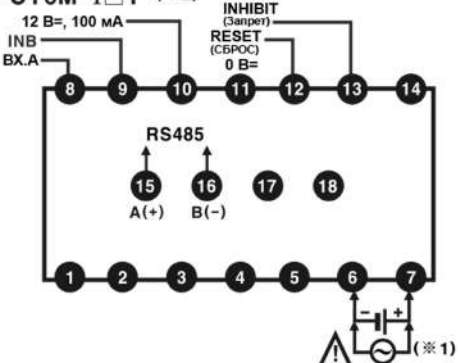 12 В=, 100 мА
INB
ВХ.А
INHIBIT
(Запрет)
RESET
(СБРОС)
0 В=
8 9 10 11 12 13 14
RS485
15 16 17 18
A(+) B(−)
1 2 3 4 5 6 7
− +
(※1)